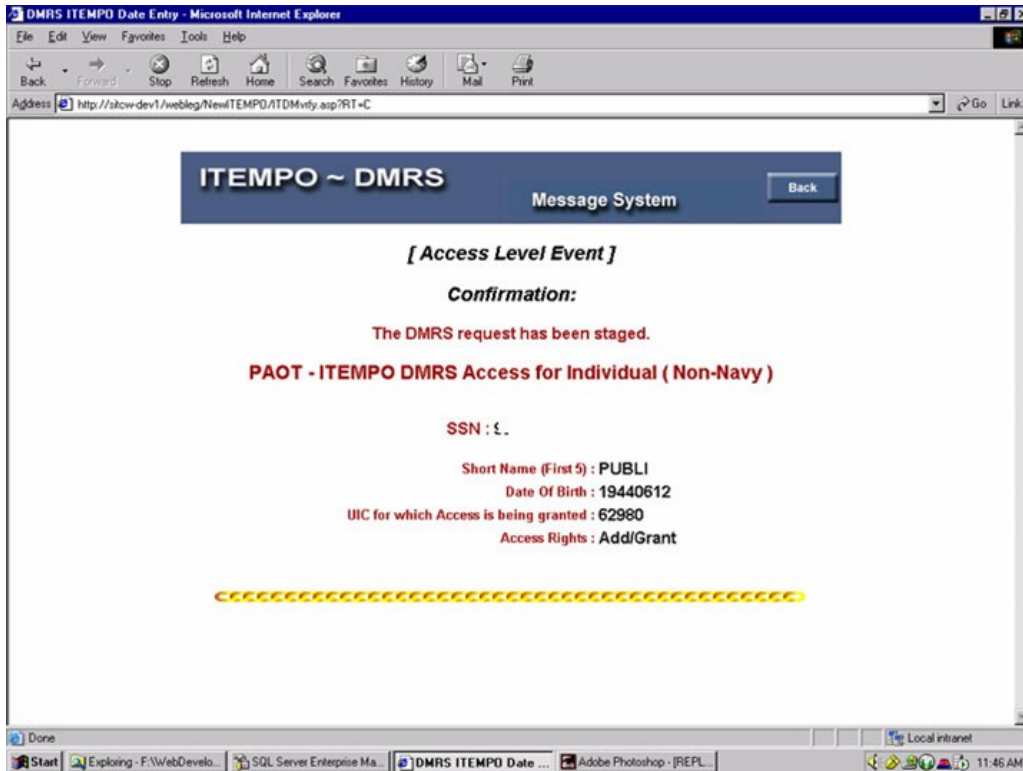 DMRS ITEMPO Date Entry - Microsoft Internet Explorer
File Edit View Favorites Tools Help
Back Forward Stop Refresh Home Search Favorites History Mail Print
Address http://sitcw-dev1/webleg/NewITEMPO/ITDMvfy.asp?RT=C Go Link
ITEMPO ~ DMRS
Message System
Back
[ Access Level Event ]
Confirmation:
The DMRS request has been staged.
PAOT - ITEMPO DMRS Access for Individual ( Non-Navy )
SSN :
Short Name (First 5) : PUBLI
Date Of Birth : 19440612
UIC for which Access is being granted : 62980
Access Rights : Add/Grant
Done Local intranet
Start Exploring - F:\WebDevelo... SQL Server Enterprise Ma... DMRS ITEMPO Date ... Adobe Photoshop - [REPL... 11:46 AM